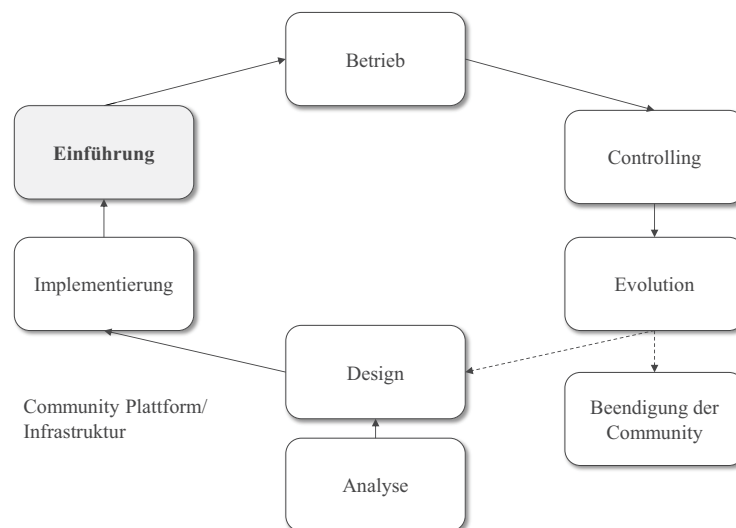 Betrieb
Einführung
Controlling
Implementierung
Evolution
Design
Community Plattform/
Infrastruktur
Beendigung der
Community
Analyse